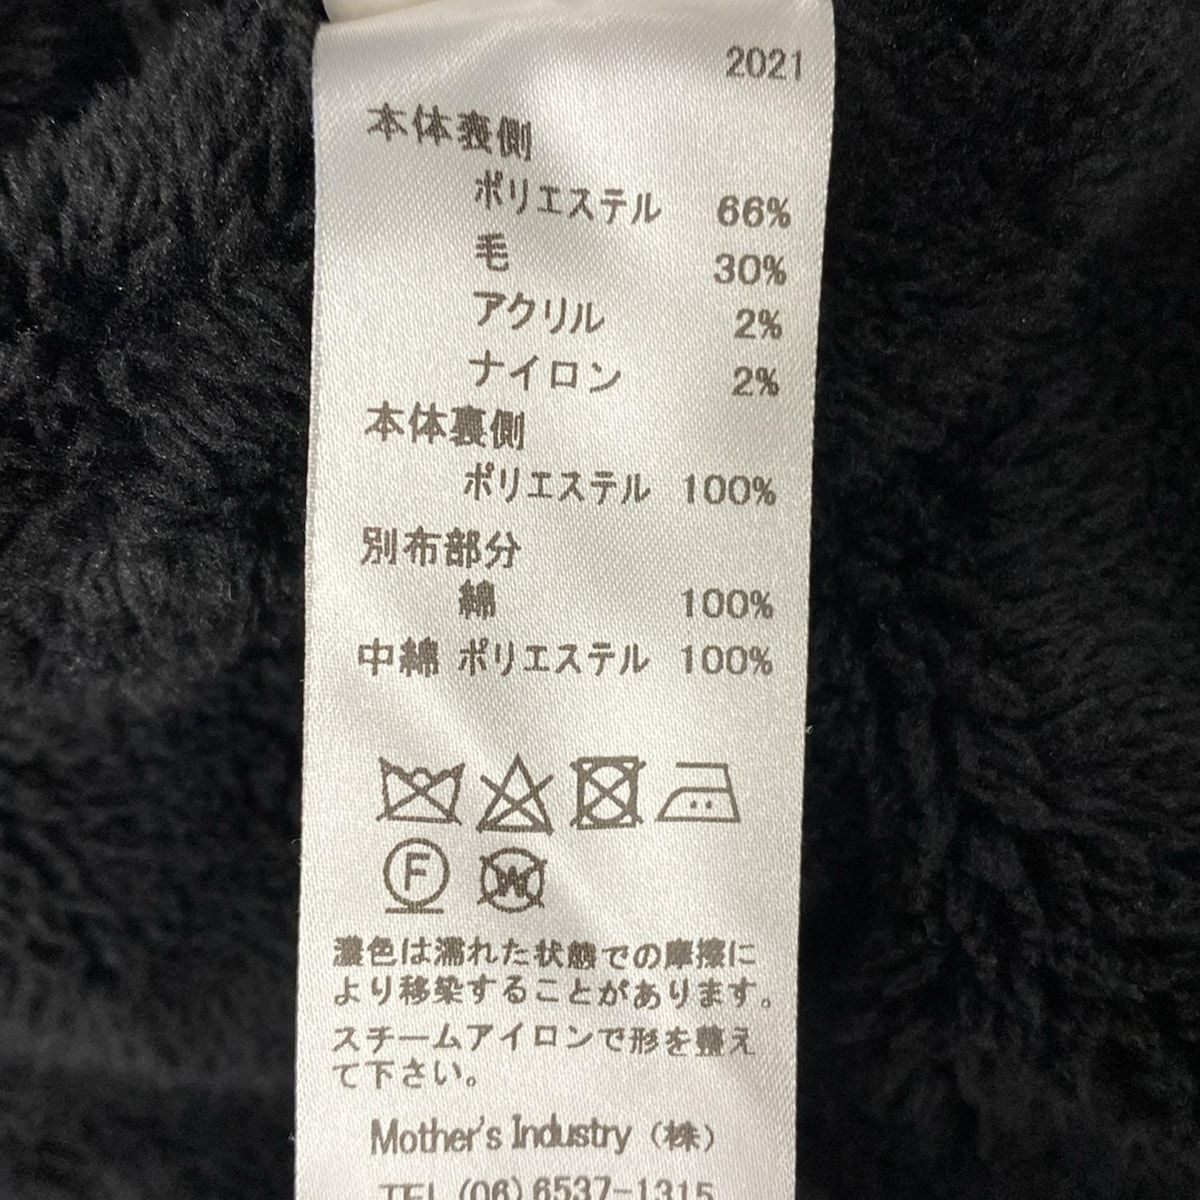 2021
本体表側
ポリエステル 66%
毛 30%
アクリル 2%
ナイロン 2%
本体裏側
ポリエステル 100%
別布部分
綿 100%
中綿 ポリエステル 100%
F
W
濃色は濡れた状態での摩擦に
より移染することがあります。
スチームアイロンで形を整え
て下さい。
Mother's Industry (株)
TEL (06) 6537-1315